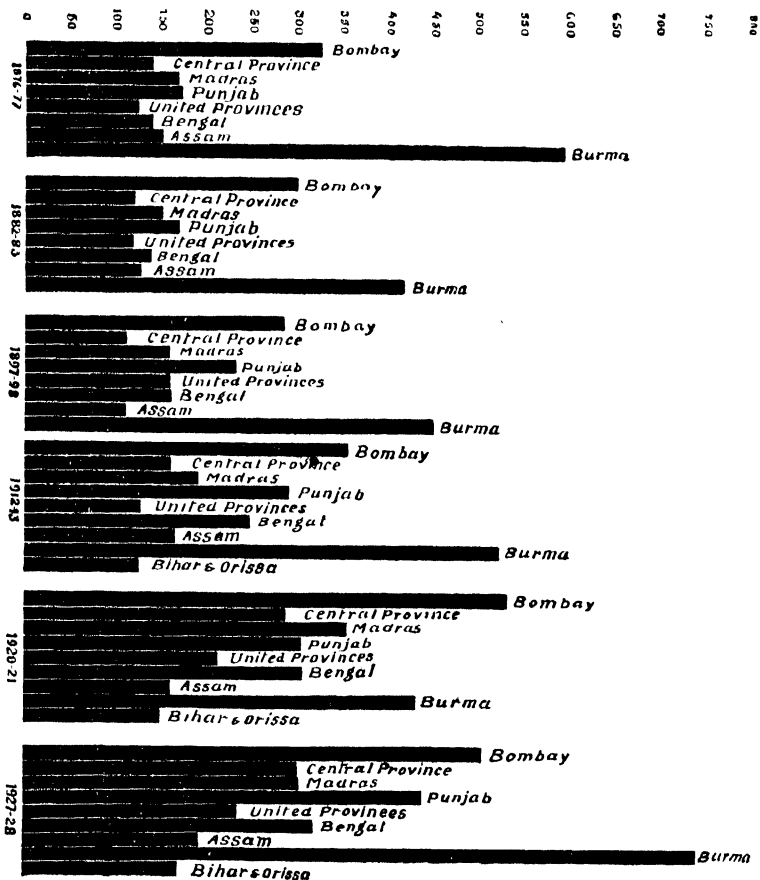 0 50 100 150 200 250 300 350 400 450 500 550 600 650 700 750 800
1876-77
Bombay
Central Province
Madras
Punjab
United Provinces
Bengal
Assam
Burma
1882-83
Bombay
Central Province
Madras
Punjab
United Provinces
Bengal
Assam
Burma
1897-98
Bombay
Central Province
Madras
Punjab
United Provinces
Bengal
Assam
Burma
1912-13
Bombay
Central Province
Madras
Punjab
United Provinces
Bengal
Assam
Burma
Bihar & Orissa
1920-21
Bombay
Central Province
Madras
Punjab
United Provinces
Bengal
Assam
Burma
Bihar & Orissa
1927-28
Bombay
Central Province
Madras
Punjab
United Provinees
Bengal
Assam
Burma
Bihar & Orissa